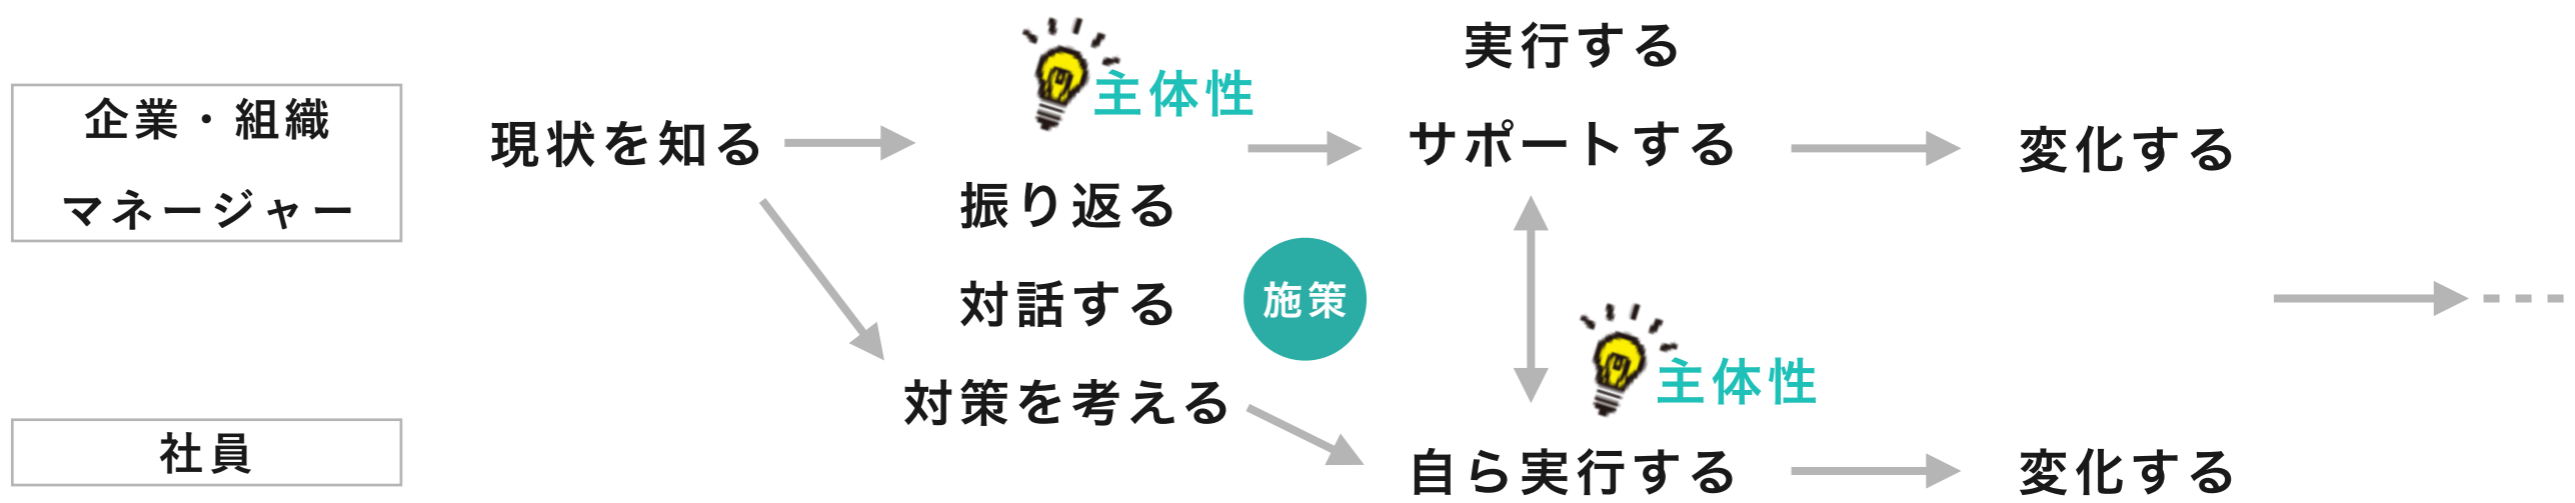 企業・組織
マネージャー
社員
現状を知る
主体性
振り返る
対話する
対策を考える
施策
実行する
サポートする
主体性
自ら実行する
変化する
変化する